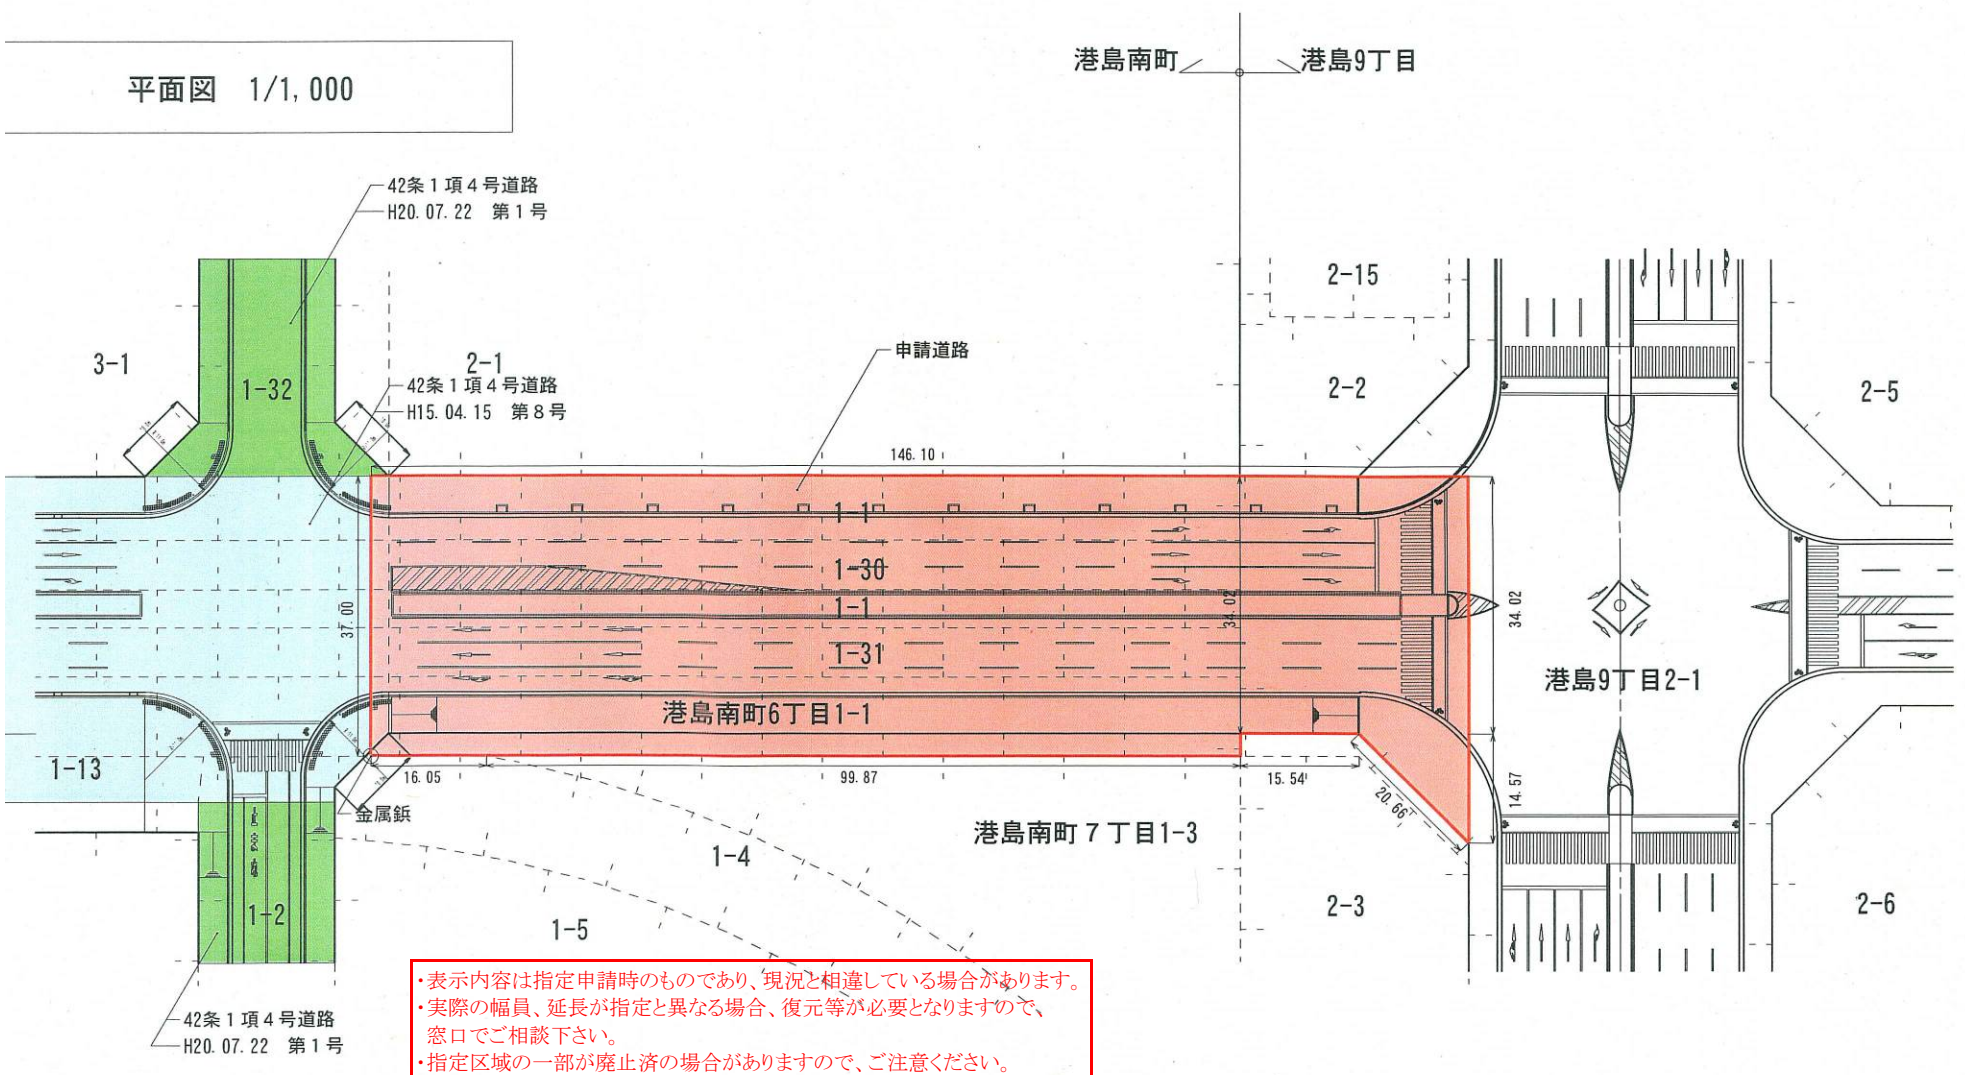 平面図 1/1,000
港島南町
港島9丁目
42条1項4号道路
H20.07.22 第1号
2-15
申請道路
3-1
2-1
1-32
42条1項4号道路
H15.04.15 第8号
2-2
2-5
146.10
1-1
1-30
37.00
1-1
34.02
34.02
1-31
港島9丁目2-1
港島南町6丁目1-1
1-13
16.05
99.87
15.54
14.57
20.66
金属鋲
港島南町7丁目1-3
1-4
1-2
1-5
2-3
2-6
・表示内容は指定申請時のものであり、現況と相違している場合があります。
・実際の幅員、延長が指定と異なる場合、復元等が必要となりますので、
窓口でご相談下さい。
・指定区域の一部が廃止済の場合がありますので、ご注意ください。
42条1項4号道路
H20.07.22 第1号